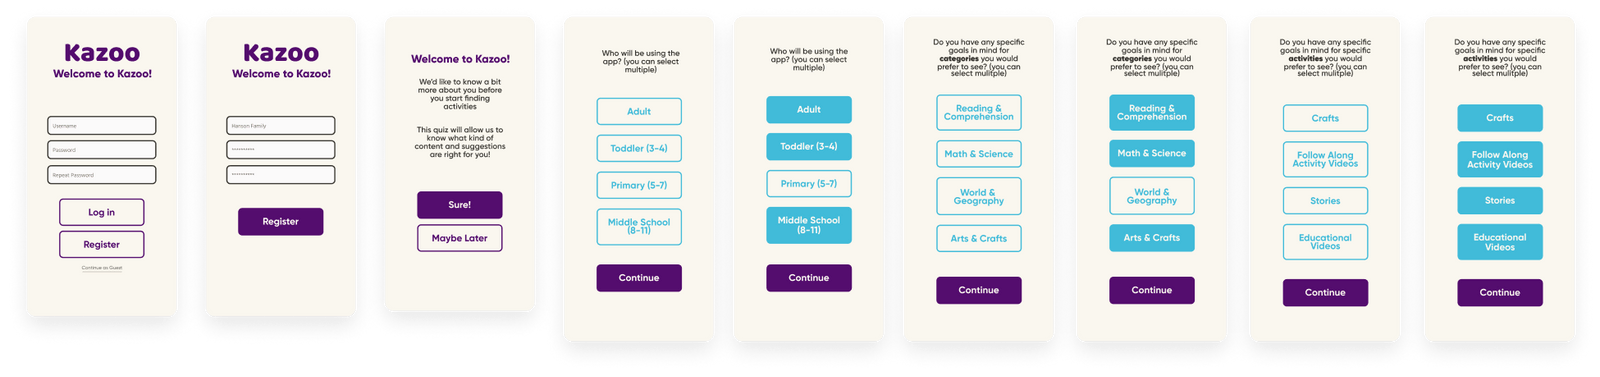 Kazoo
Welcome to Kazoo!
Username
Password
Repeat Password
Log in
Register
Continue as Guest
Kazoo
Welcome to Kazoo!
Hanson Family
**********
**********
Register
Welcome to Kazoo!
We'd like to know a bit
more about you before
you start finding
activities
This quiz will allow us to
know what kind of
content and suggestions
are right for you!
Sure!
Maybe Later
Who will be using the
app? (you can select
multiple)
Adult
Toddler (3-4)
Primary (5-7)
Middle School
(8-11)
Continue
Who will be using the
app? (you can select
multiple)
Adult
Toddler (3-4)
Primary (5-7)
Middle School
(8-11)
Continue
Do you have any specific
goals in mind for
categories you would
prefer to see? (you can
select mulitple)
Reading &
Comprehension
Math & Science
World &
Geography
Arts & Crafts
Continue
Do you have any specific
goals in mind for
categories you would
prefer to see? (you can
select mulitple)
Reading &
Comprehension
Math & Science
World &
Geography
Arts & Crafts
Continue
Do you have any specific
goals in mind for specific
activities you would
prefer to see? (you can
select mulitple)
Crafts
Follow Along
Activity Videos
Stories
Educational
Videos
Continue
Do you have any specific
goals in mind for specific
activities you would
prefer to see? (you can
select mulitple)
Crafts
Follow Along
Activity Videos
Stories
Educational
Videos
Continue